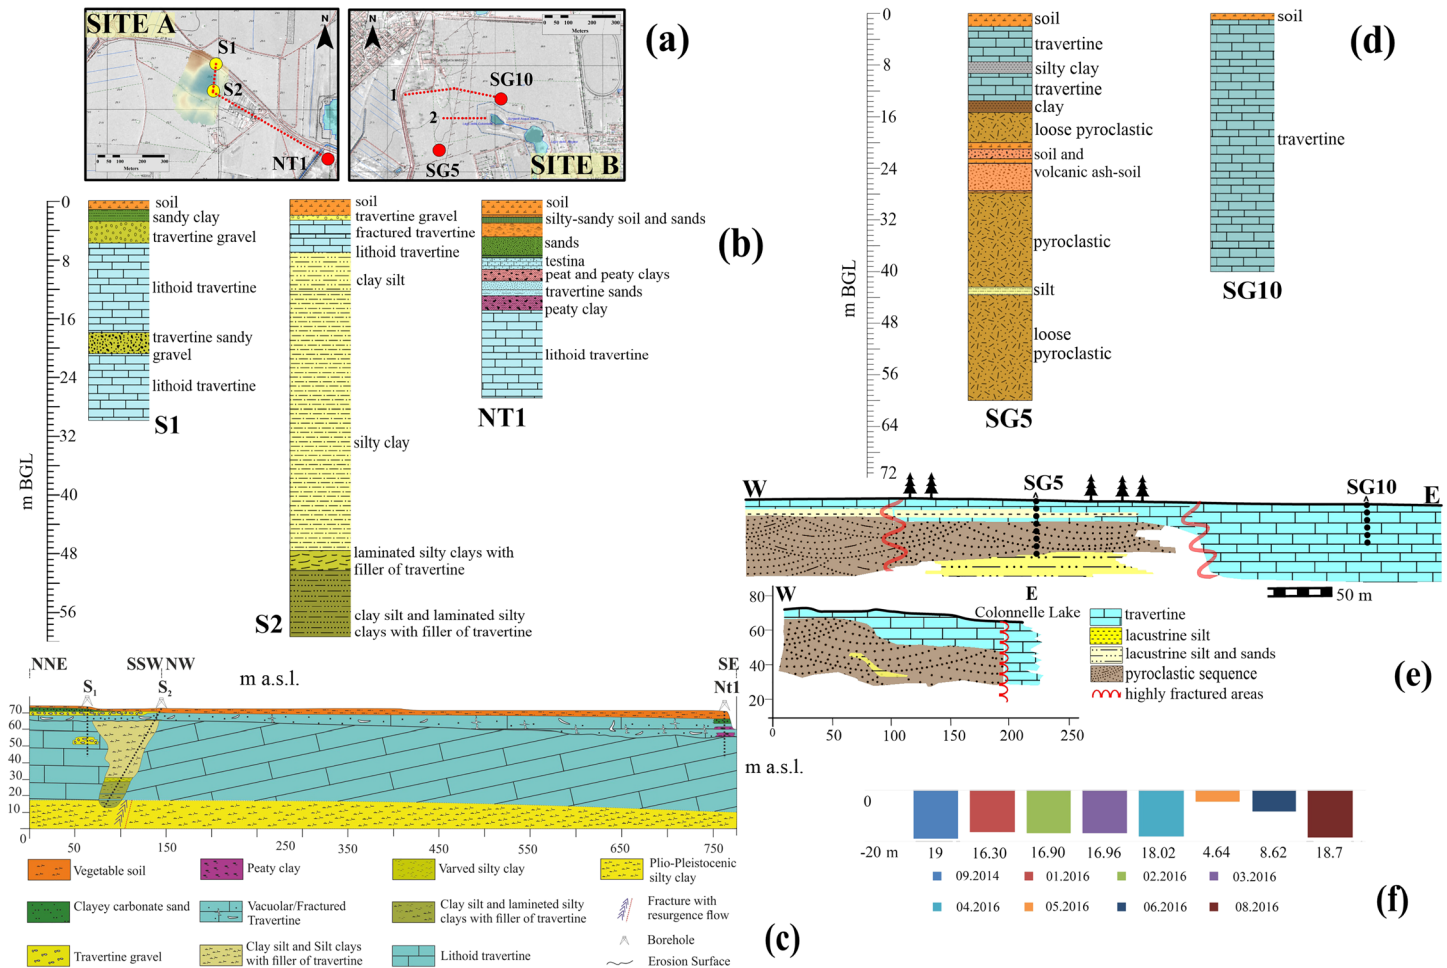 SITE A
N
S1
S2
NT1
100 0 100 200 300
Meters
N
SG10
1
2
SG5
SITE B
100 0 100 200 300
Meters
(a)
0
8
16
24
32
40
48
56
m BGL
soil
sandy clay
travertine gravel
lithoid travertine
travertine sandy
gravel
lithoid travertine
S1
soil
travertine gravel
fractured travertine
lithoid travertine
clay silt
silty clay
laminated silty clays with
filler of travertine
clay silt and laminated silty
clays with filler of travertine
S2
soil
silty-sandy soil and sands
sands
testina
peat and peaty clays
travertine sands
peaty clay
lithoid travertine
NT1
(b)
0
8
16
24
32
40
48
56
64
72
m BGL
soil
travertine
silty clay
travertine
clay
loose pyroclastic
soil and
volcanic ash-soil
pyroclastic
silt
loose
pyroclastic
SG5
soil
travertine
SG10
(d)
NNE
SSW
NW
SE
m a.s.l.
S1
S2
Nt1
70
60
50
40
30
20
10
0
50
150
250
350
450
550
650
750
Vegetable soil
Peaty clay
Varved silty clay
Plio-Pleistocenic
silty clay
Clayey carbonate sand
Vacuolar/Fractured
Travertine
Clay silt and lamineted silty
clays with filler of travertine
Fracture with
resurgence flow
Borehole
Travertine gravel
Clay silt and Silt clays
with filler of travertine
Lithoid travertine
Erosion Surface
(c)
W
SG5
SG10
E
50 m
W
E
Colonnelle Lake
80
60
40
20
0
50
100
150
200
250
m a.s.l.
travertine
lacustrine silt
lacustrine silt and sands
pyroclastic sequence
highly fractured areas
(e)
0
-20 m
19
16.30
16.90
16.96
18.02
4.64
8.62
18.7
09.2014
01.2016
02.2016
03.2016
04.2016
05.2016
06.2016
08.2016
(f)